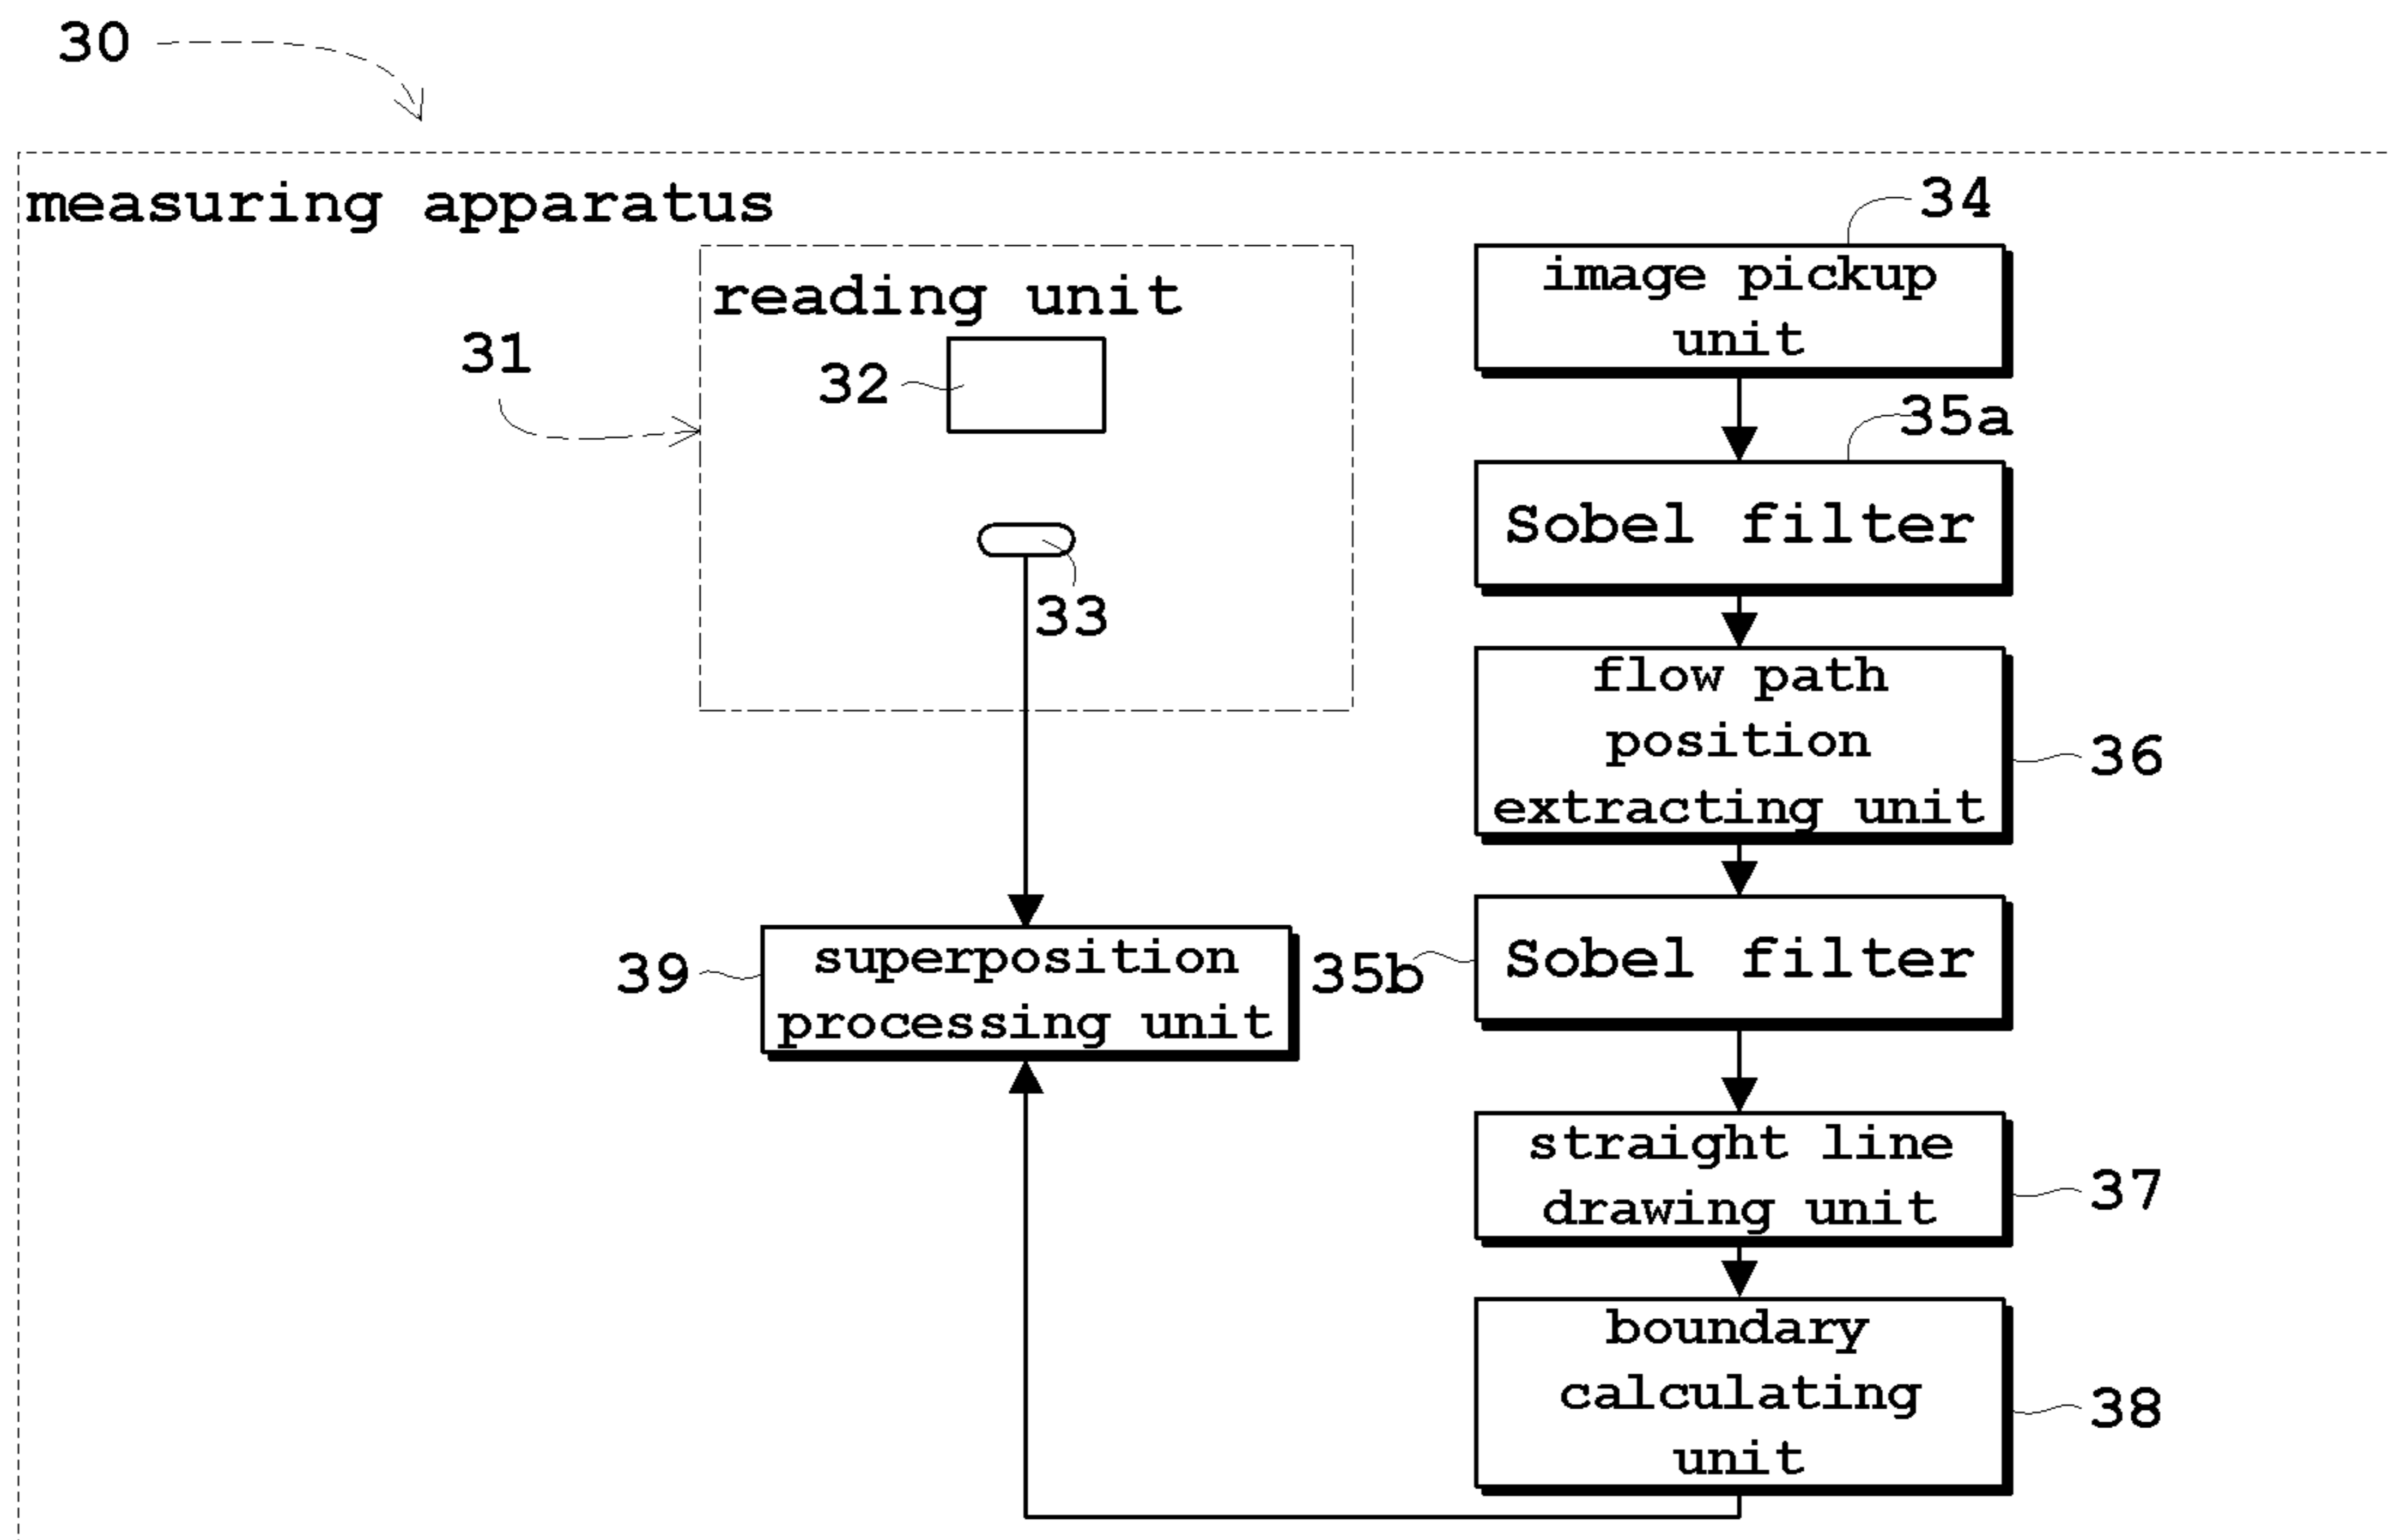 30
measuring apparatus
34
image pickup
unit
reading unit
31
32
35a
Sobel filter
33
flow path
position
extracting unit
36
39
superposition
processing unit
35b
Sobel filter
straight line
drawing unit
37
boundary
calculating
unit
38